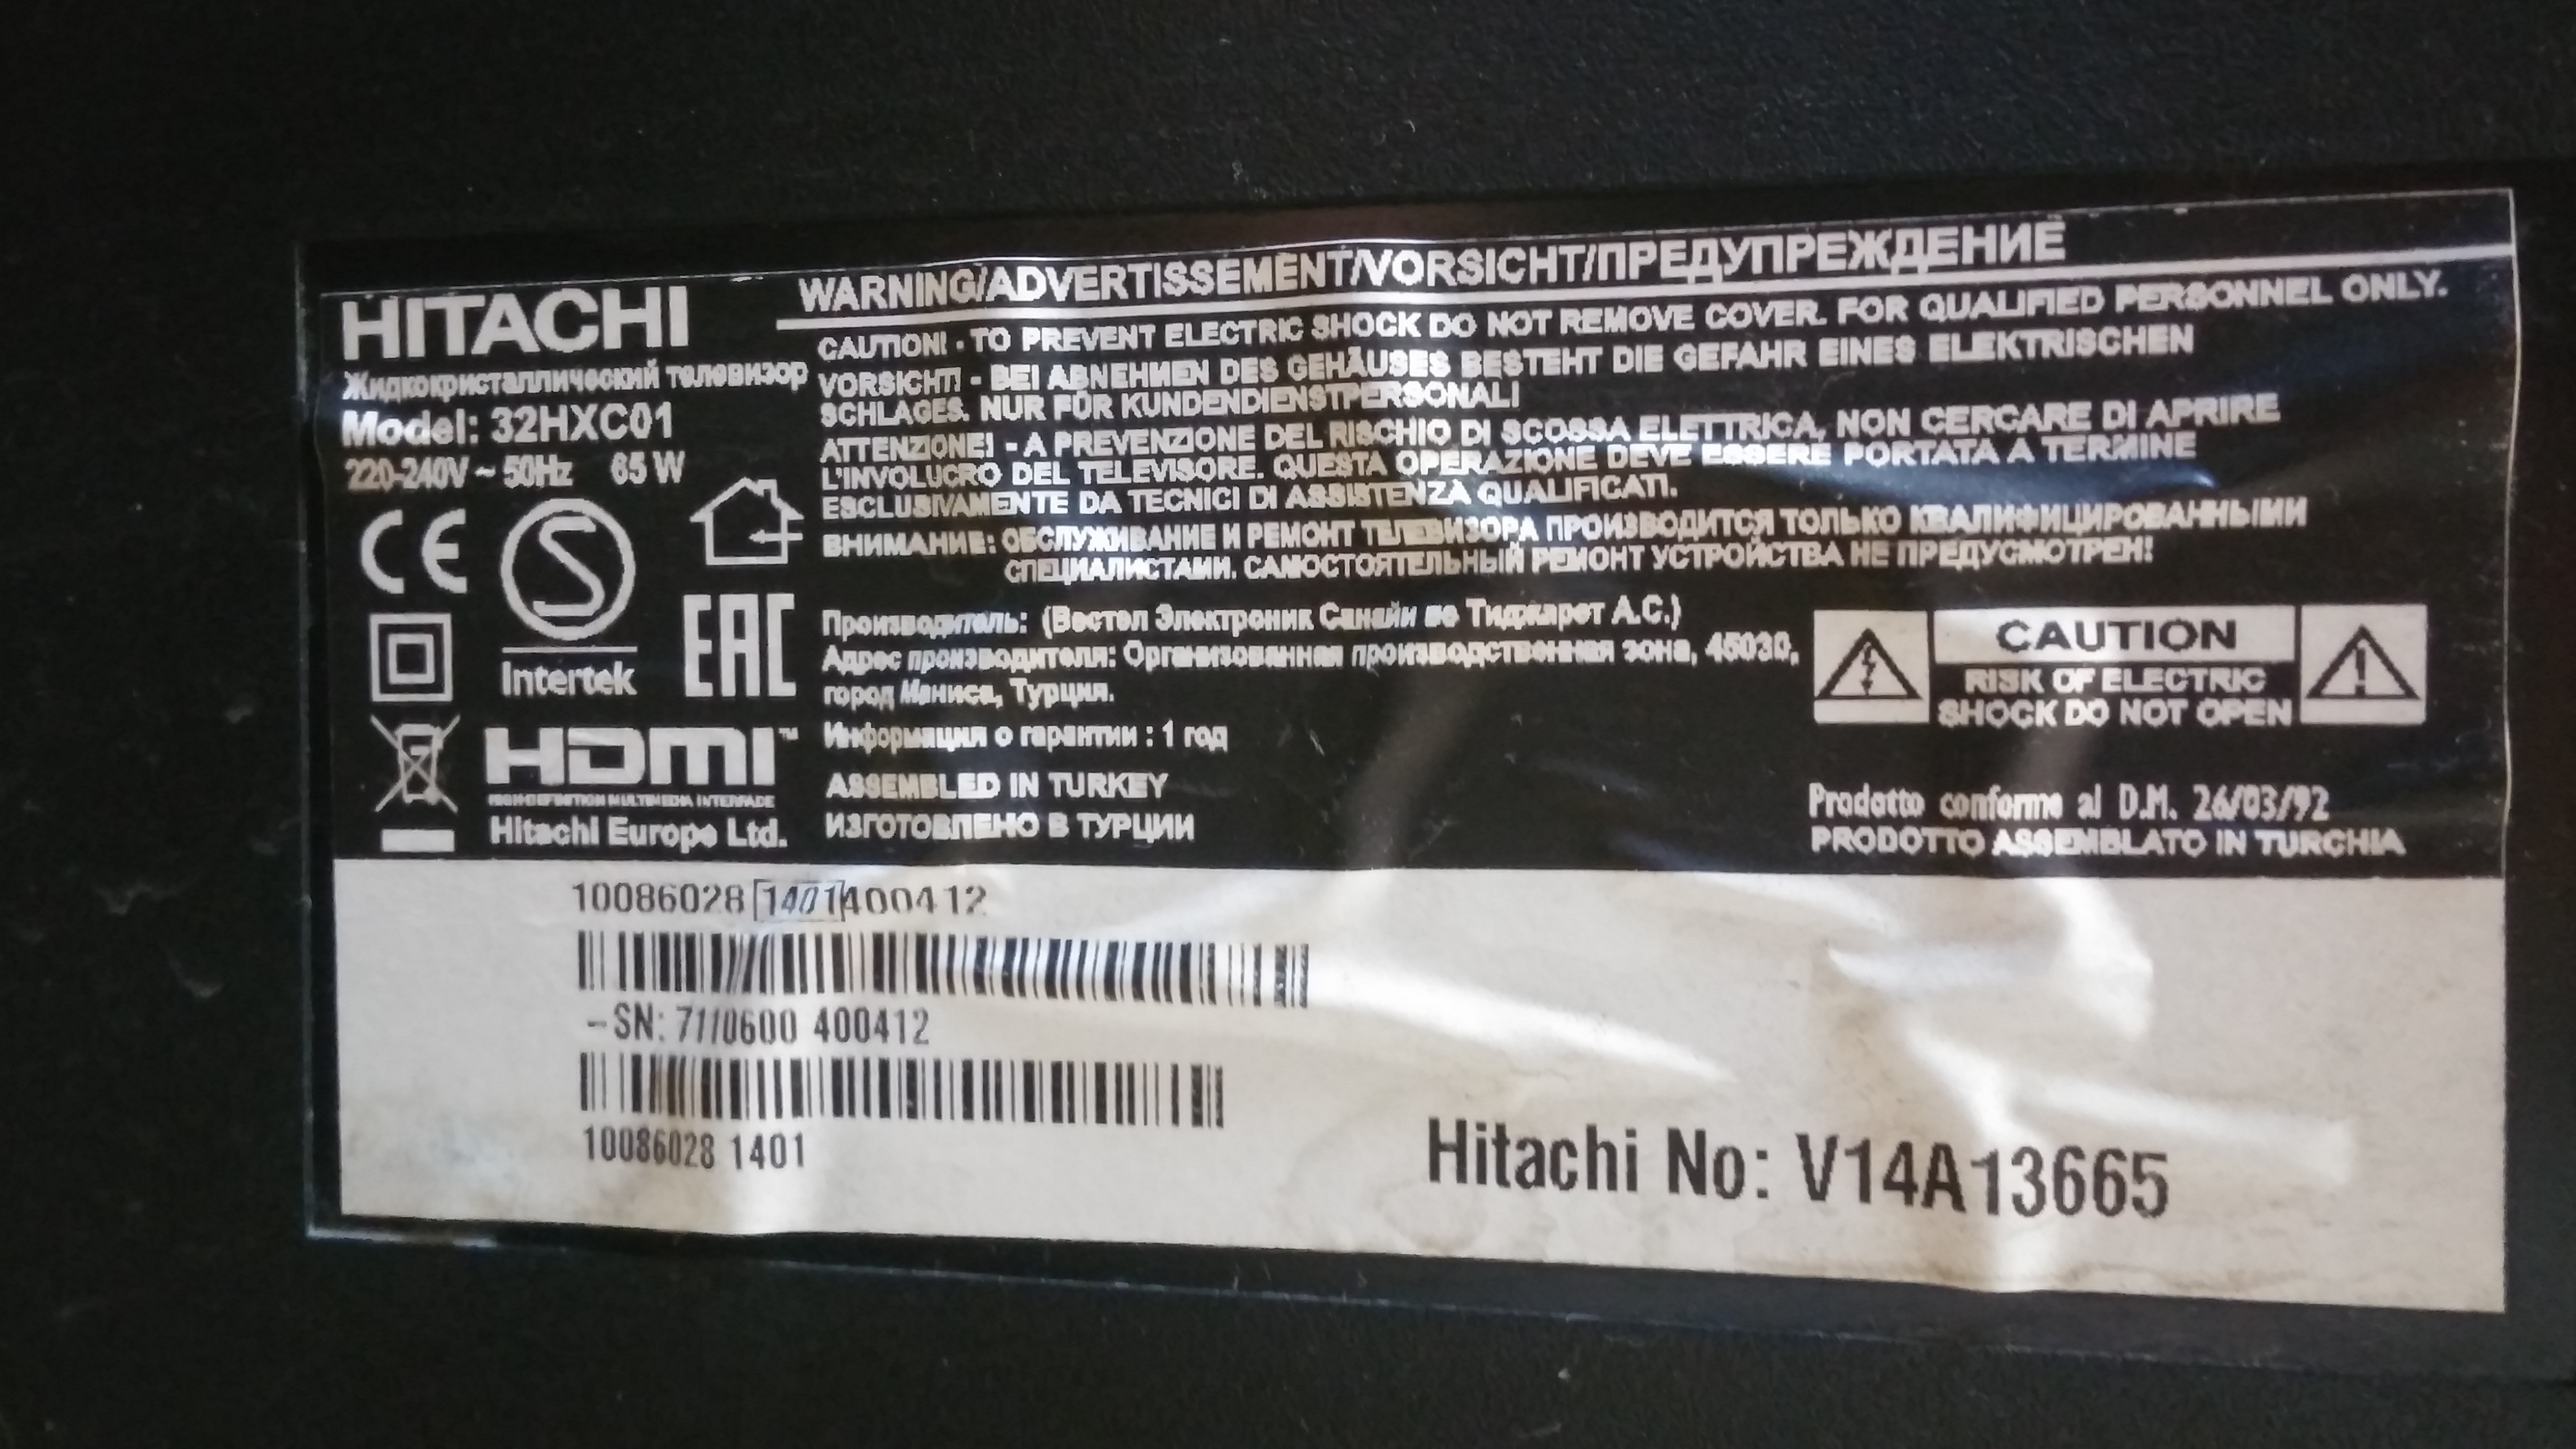 WARNING/ADVERTISSEMENT/VORSICHT/ПРЕДУПРЕЖДЕНИЕ
HITACHI
Жидкокристаллический телевизор
Model: 32HXC01
220-240V ~ 50Hz 65 W
CE
S
Intertek
EAC
HDMI™
HIGH-DEFINITION MULTIMEDIA INTERFACE
Hitachi Europe Ltd.
CAUTION! - TO PREVENT ELECTRIC SHOCK DO NOT REMOVE COVER. FOR QUALIFIED PERSONNEL ONLY.
VORSICHT! - BEI ABNEHMEN DES GEHÄUSES BESTEHT DIE GEFAHR EINES ELEKTRISCHEN
SCHLAGES. NUR FÜR KUNDENDIENSTPERSONAL!
ATTENZIONE! - A PREVENZIONE DEL RISCHIO DI SCOSSA ELETTRICA, NON CERCARE DI APRIRE
L'INVOLUCRO DEL TELEVISORE. QUESTA OPERAZIONE DEVE ESSERE PORTATA A TERMINE
ESCLUSIVAMENTE DA TECNICI DI ASSISTENZA QUALIFICATI.
ВНИМАНИЕ: ОБСЛУЖИВАНИЕ И РЕМОНТ ТЕЛЕВИЗОРА ПРОИЗВОДИТСЯ ТОЛЬКО КВАЛИФИЦИРОВАННЫМИ
СПЕЦИАЛИСТАМИ. САМОСТОЯТЕЛЬНЫЙ РЕМОНТ УСТРОЙСТВА НЕ ПРЕДУСМОТРЕН!
Производитель: (Вестел Электроник Санайи ве Тиджарет А.С.)
Адрес производителя: Организованная производственная зона, 45030,
город Маниса, Турция.
Информация о гарантии : 1 год
ASSEMBLED IN TURKEY
ИЗГОТОВЛЕНО В ТУРЦИИ
CAUTION
RISK OF ELECTRIC
SHOCK DO NOT OPEN
Prodotto conforme al D.M. 26/03/92
PRODOTTO ASSEMBLATO IN TURCHIA
10086028 1401 400412
-SN: 7110600 400412
10086028 1401
Hitachi No: V14A13665